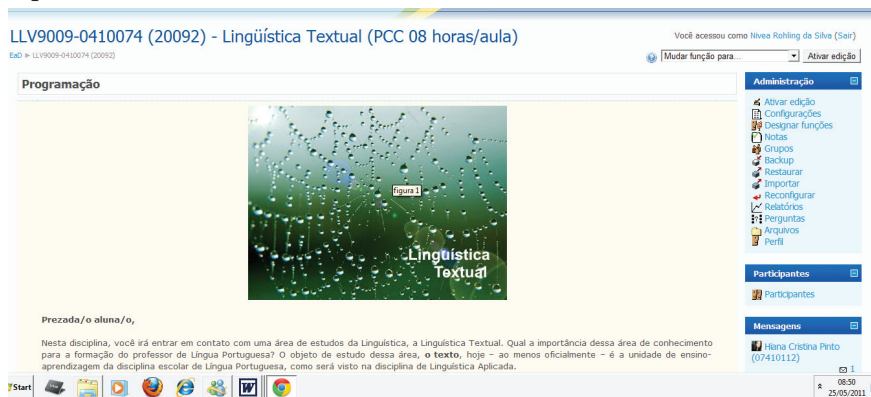 LLV9009-0410074 (20092) - Lingüística Textual (PCC 08 horas/aula)
Você acessou como Nivea Rohling da Silva (Sair)
EaD ► LLV9009-0410074 (20092)
Mudar função para...
Ativar edição
Programação
figura 1
Linguística
Textual
Prezada/o aluna/o,
Nesta disciplina, você irá entrar em contato com uma área de estudos da Linguística, a Linguística Textual. Qual a importância dessa área de conhecimento
para a formação do professor de Língua Portuguesa? O objeto de estudo dessa área, o texto, hoje – ao menos oficialmente – é a unidade de ensino-
aprendizagem da disciplina escolar de Língua Portuguesa, como será visto na disciplina de Linguística Aplicada.
Administração
Ativar edição
Configurações
Designar funções
Notas
Grupos
Backup
Restaurar
Importar
Reconfigurar
Relatórios
Perguntas
Arquivos
Perfil
Participantes
Participantes
Mensagens
Hiana Cristina Pinto
(07410112)
1
Start
08:50
25/05/2011